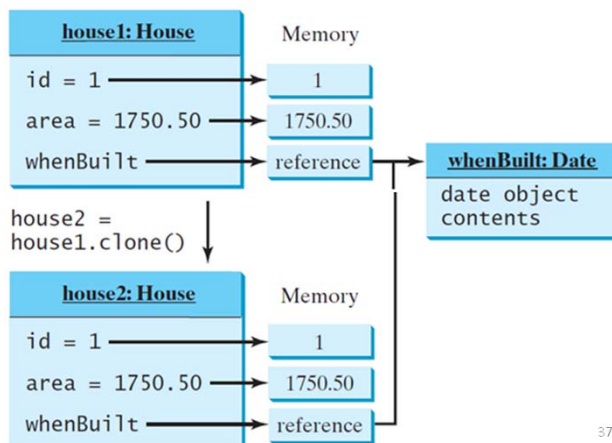 house1: House
Memory
id = 1
1
area = 1750.50
1750.50
whenBuilt
reference
whenBuilt: Date
date object
contents
house2 =
house1.clone()
house2: House
Memory
id = 1
1
area = 1750.50
1750.50
whenBuilt
reference
37